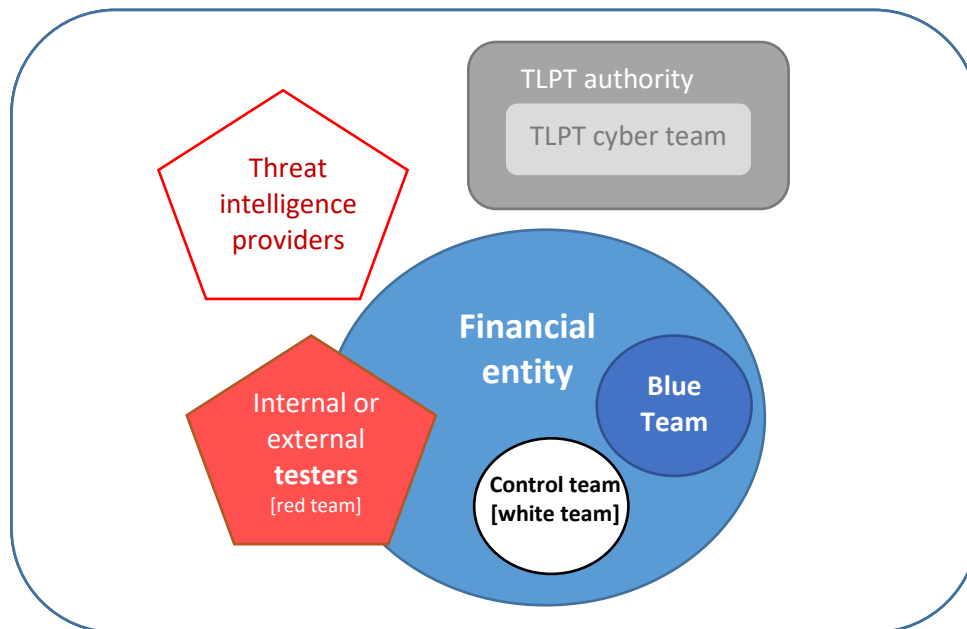 TLPT authority
TLPT cyber team
Threat
intelligence
providers
Financial
entity
Blue
Team
Internal or
external
testers
[red team]
Control team
[white team]